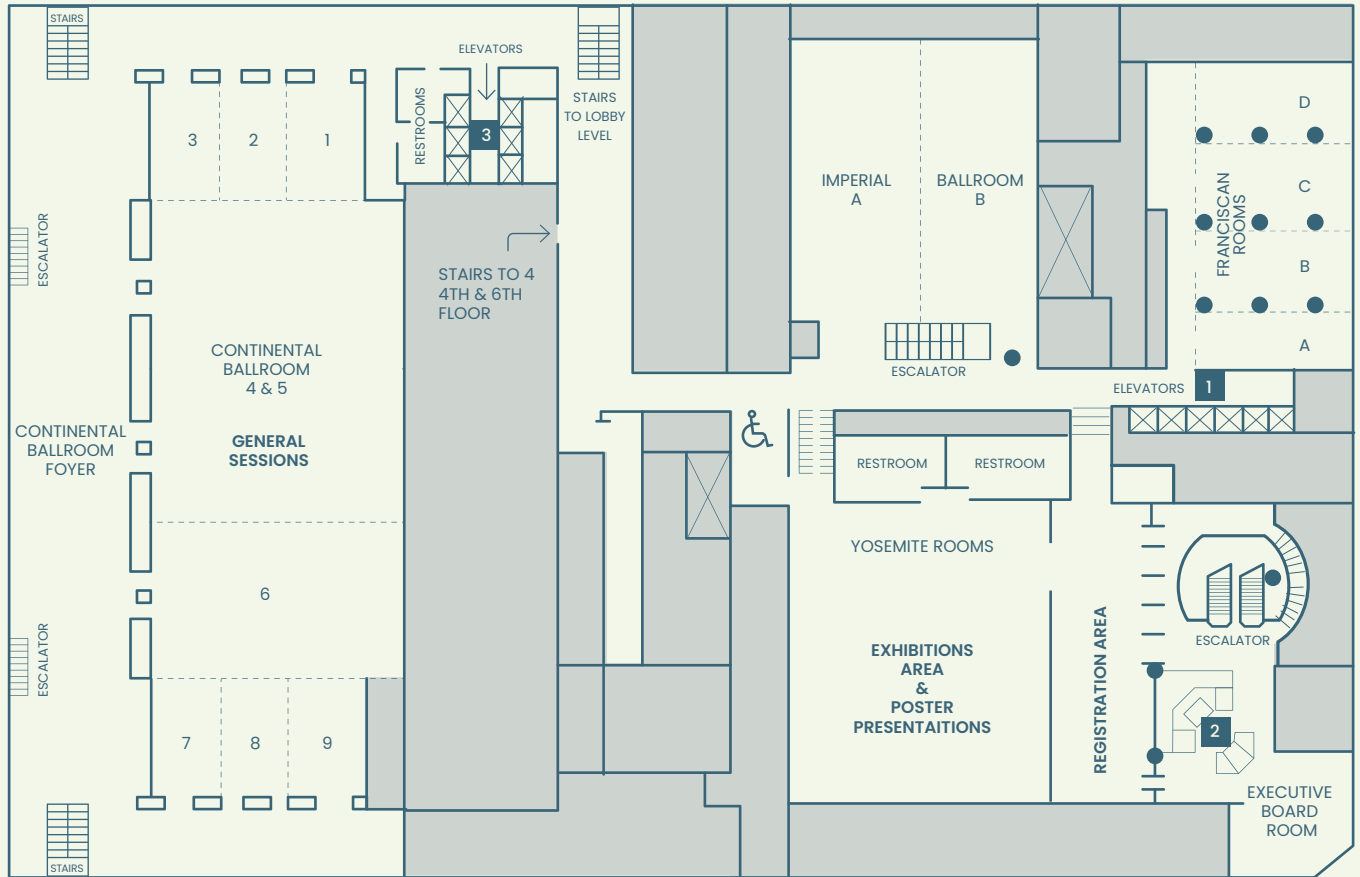 STAIRS
ELEVATORS
STAIRS
TO LOBBY
LEVEL
RESTROOMS
3
3
2
1
ESCALATOR
STAIRS TO 4
4TH & 6TH
FLOOR
CONTINENTAL
BALLROOM
4 & 5
GENERAL
SESSIONS
CONTINENTAL
BALLROOM
FOYER
6
ESCALATOR
7
8
9
STAIRS
IMPERIAL
A
BALLROOM
B
ESCALATOR
D
C
FRANCISCAN
ROOMS
B
A
ELEVATORS
1
RESTROOM
RESTROOM
YOSEMITE ROOMS
EXHIBITIONS
AREA
&
POSTER
PRESENTAITIONS
REGISTRATION AREA
ESCALATOR
2
EXECUTIVE
BOARD
ROOM